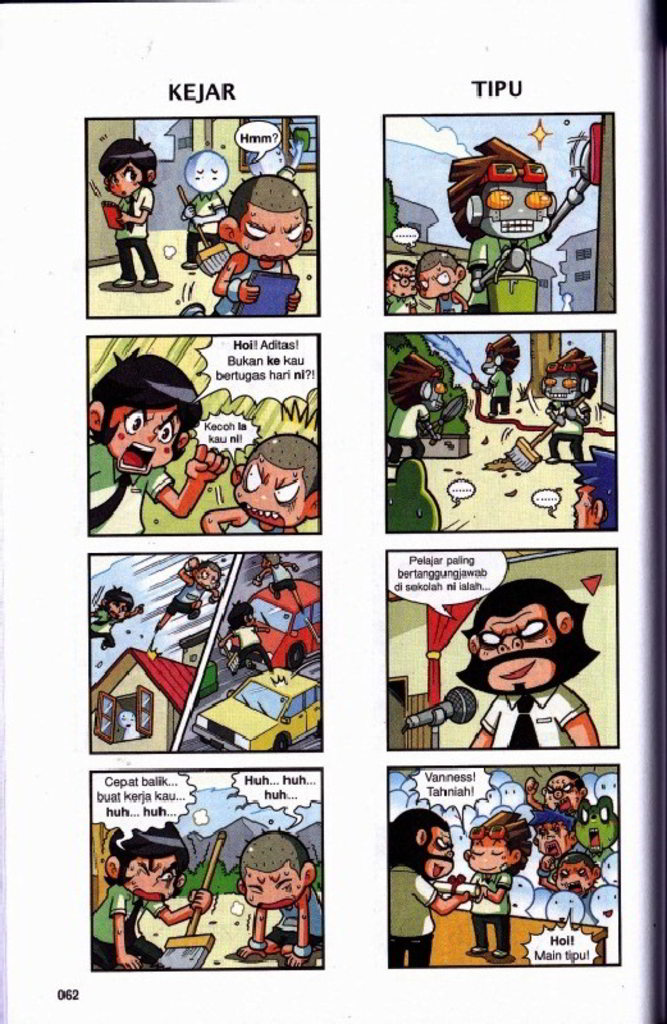 KEJAR
Hmm?
Hoi!! Aditas!
Bukan ke kau
bertugas hari ni?!
Kecoh la
kau ni!
Cepat balik...
buat kerja kau...
huh... huh...
Huh... huh...
huh...
TIPU
........
........
........
Pelajar paling
bertanggungjawab
di sekolah ni ialah...
Vanness!
Tahniah!
Hoi!
Main tipu!
062